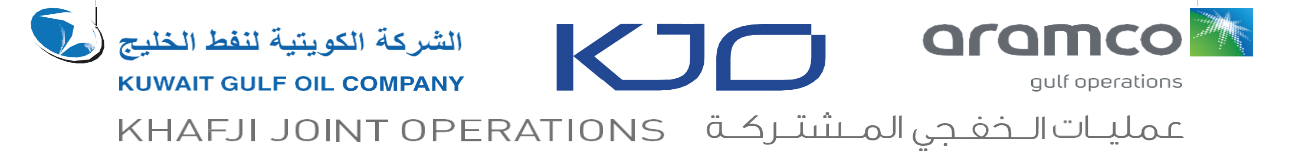 الشركة الكويتية لنفط الخليج
KUWAIT GULF OIL COMPANY
KJO
aramco
gulf operations
KHAFJI JOINT OPERATIONS
عمليات الخفجي المشتركة